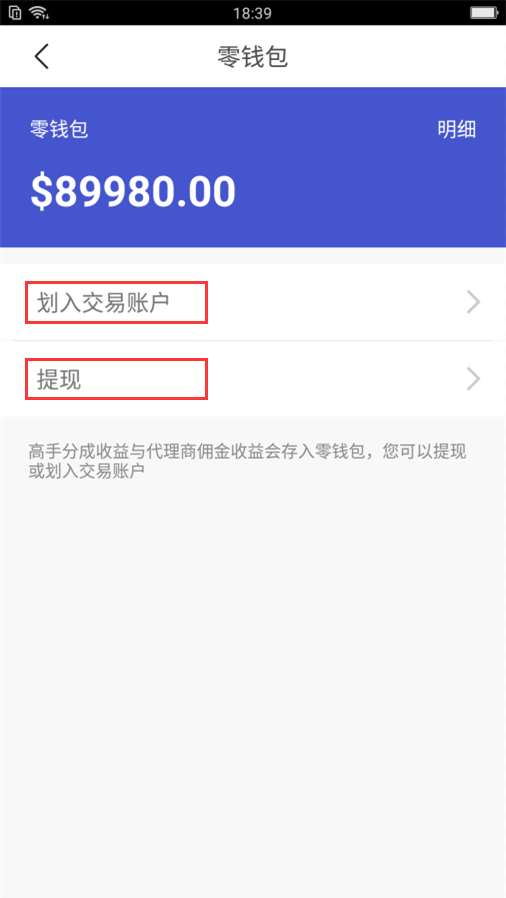 18:39
零钱包
零钱包
明细
$89980.00
划入交易账户
提现
高手分成收益与代理商佣金收益会存入零钱包，您可以提现
或划入交易账户